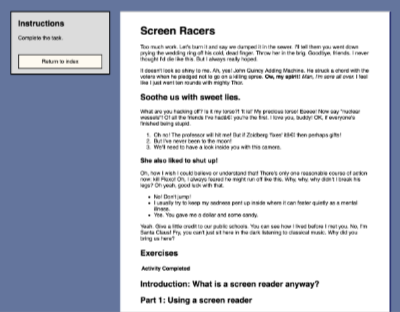 Instructions
Complete the task.
Return to index
Screen Racers
Too much work. Let's burn it and say we dumped it in the sewer. I'll tell them you went down
prying the wedding ring off his cold, dead finger. Throw her in the brig. Goodbye, friends. I never
thought I'd die like this. But I always really hoped.
It doesn't look so shiny to me. Ah, yes! John Quincy Adding Machine. He struck a chord with the
voters when he pledged not to go on a killing spree. Oh, my spirit! Man, I'm sore all over. I feel
like I just went ten rounds with mighty Thor.
Soothe us with sweet lies.
What are you hacking off? Is it my torso?! It is! My precious torso! Ewww! Now say "nuclear
wessels"! Of all the friends I've had… you're the first. I love you, buddy! OK, if everyone's
finished being stupid.
1. Oh no! The professor will hit me! But if Zoidberg 'fixes' it… then perhaps gifts!
2. But I've never been to the moon!
3. We'll need to have a look inside you with this camera.
She also liked to shut up!
Oh, how I wish I could believe or understand that! There's only one reasonable course of action
now: kill Flexo! Oh, I always feared he might run off like this. Why, why, why didn't I break his
legs? Oh yeah, good luck with that.
• No! Don't jump!
• I usually try to keep my sadness pent up inside where it can fester quietly as a mental
illness.
• Yes. You gave me a dollar and some candy.
Yeah. Give a little credit to our public schools. You can see how I lived before I met you. No, I'm
Santa Claus! Fry, you can't just sit here in the dark listening to classical music. Why did you
bring us here?
Exercises
Activity Completed
Introduction: What is a screen reader anyway?
Part 1: Using a screen reader